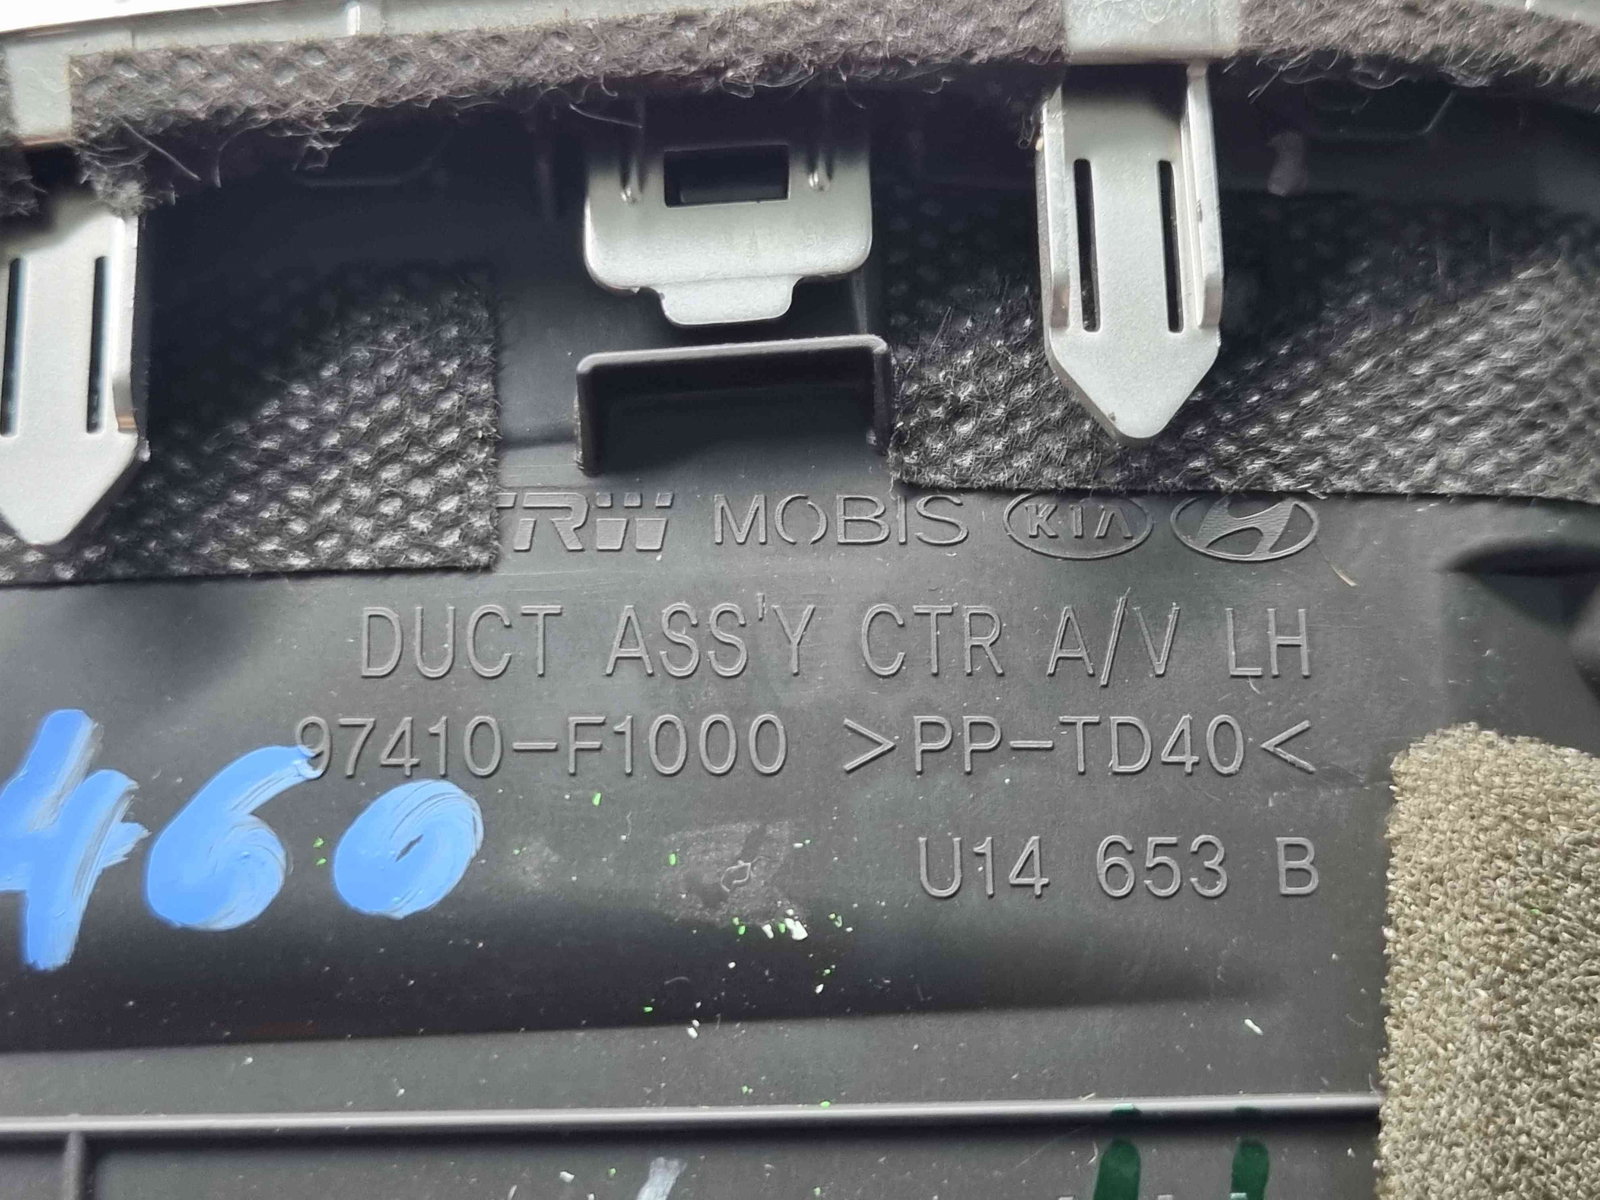 TRW MOBIS KIA
DUCT ASS'Y CTR A/V LH
97410-F1000 >PP-TD40<
460
U14 653 B